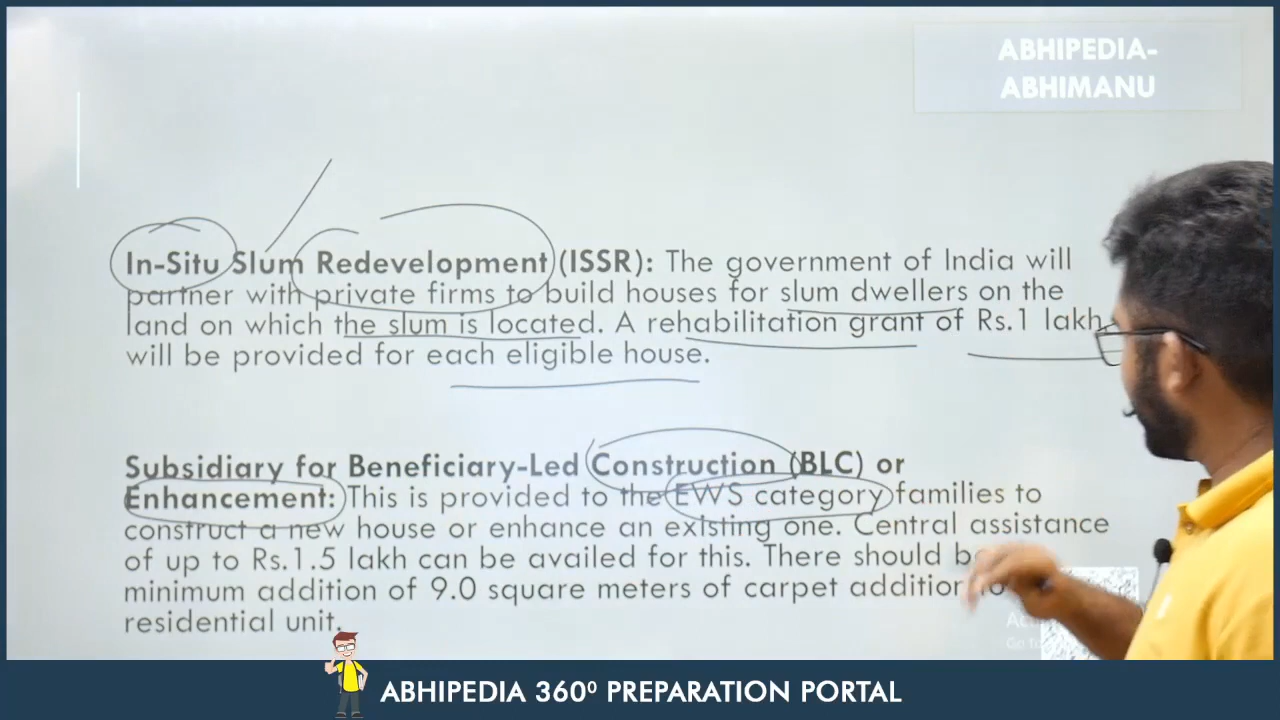 ABHIPEDIA-
ABHIMANU
In-Situ Slum Redevelopment (ISSR): The government of India will
partner with private firms to build houses for slum dwellers on the
land on which the slum is located. A rehabilitation grant of Rs.1 lakh
will be provided for each eligible house.
Subsidiary for Beneficiary-Led Construction (BLC) or
Enhancement: This is provided to the EWS category families to
construct a new house or enhance an existing one. Central assistance
of up to Rs.1.5 lakh can be availed for this. There should
minimum addition of 9.0 square meters of carpet addition
residential unit.
Go to
ABHIPEDIA 360⁰ PREPARATION PORTAL